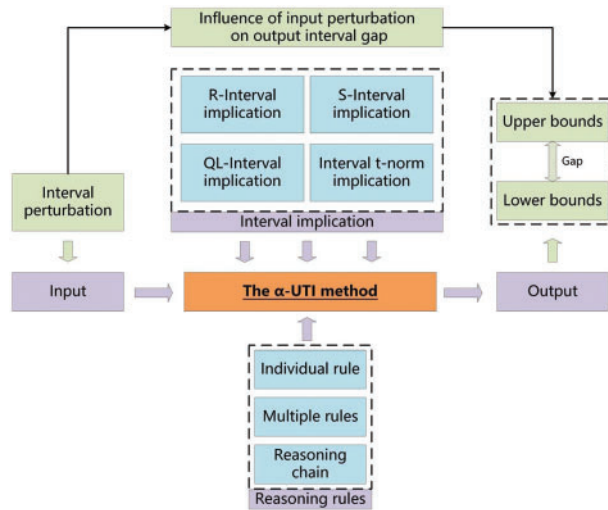 Influence of input perturbation
on output interval gap
R-Interval
implication
S-Interval
implication
QL-Interval
implication
Interval t-norm
implication
Interval implication
Upper bounds
Gap
Lower bounds
Interval
perturbation
Input
The α-UTI method
Output
Individual rule
Multiple rules
Reasoning
chain
Reasoning rules